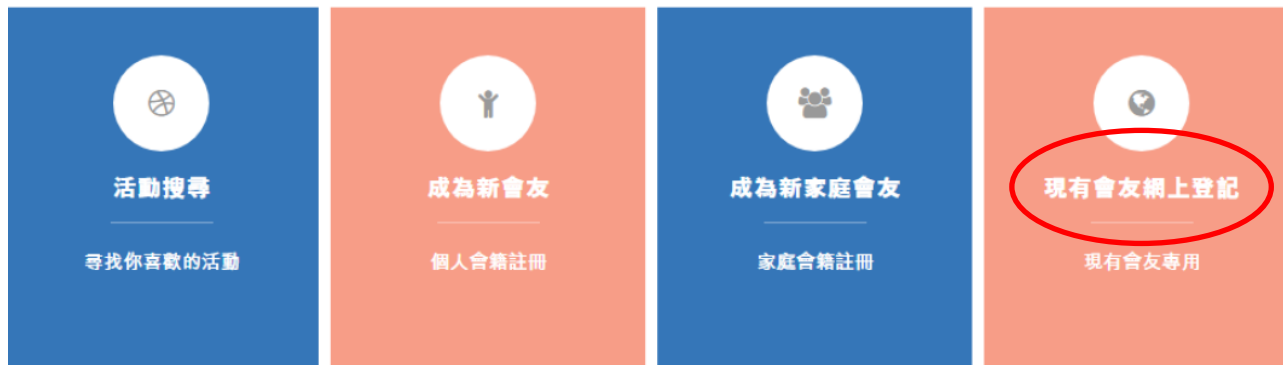 活動搜尋
尋找你喜歡的活動
成為新會友
個人會籍註冊
成為新家庭會友
家庭會籍註冊
現有會友網上登記
現有會友專用